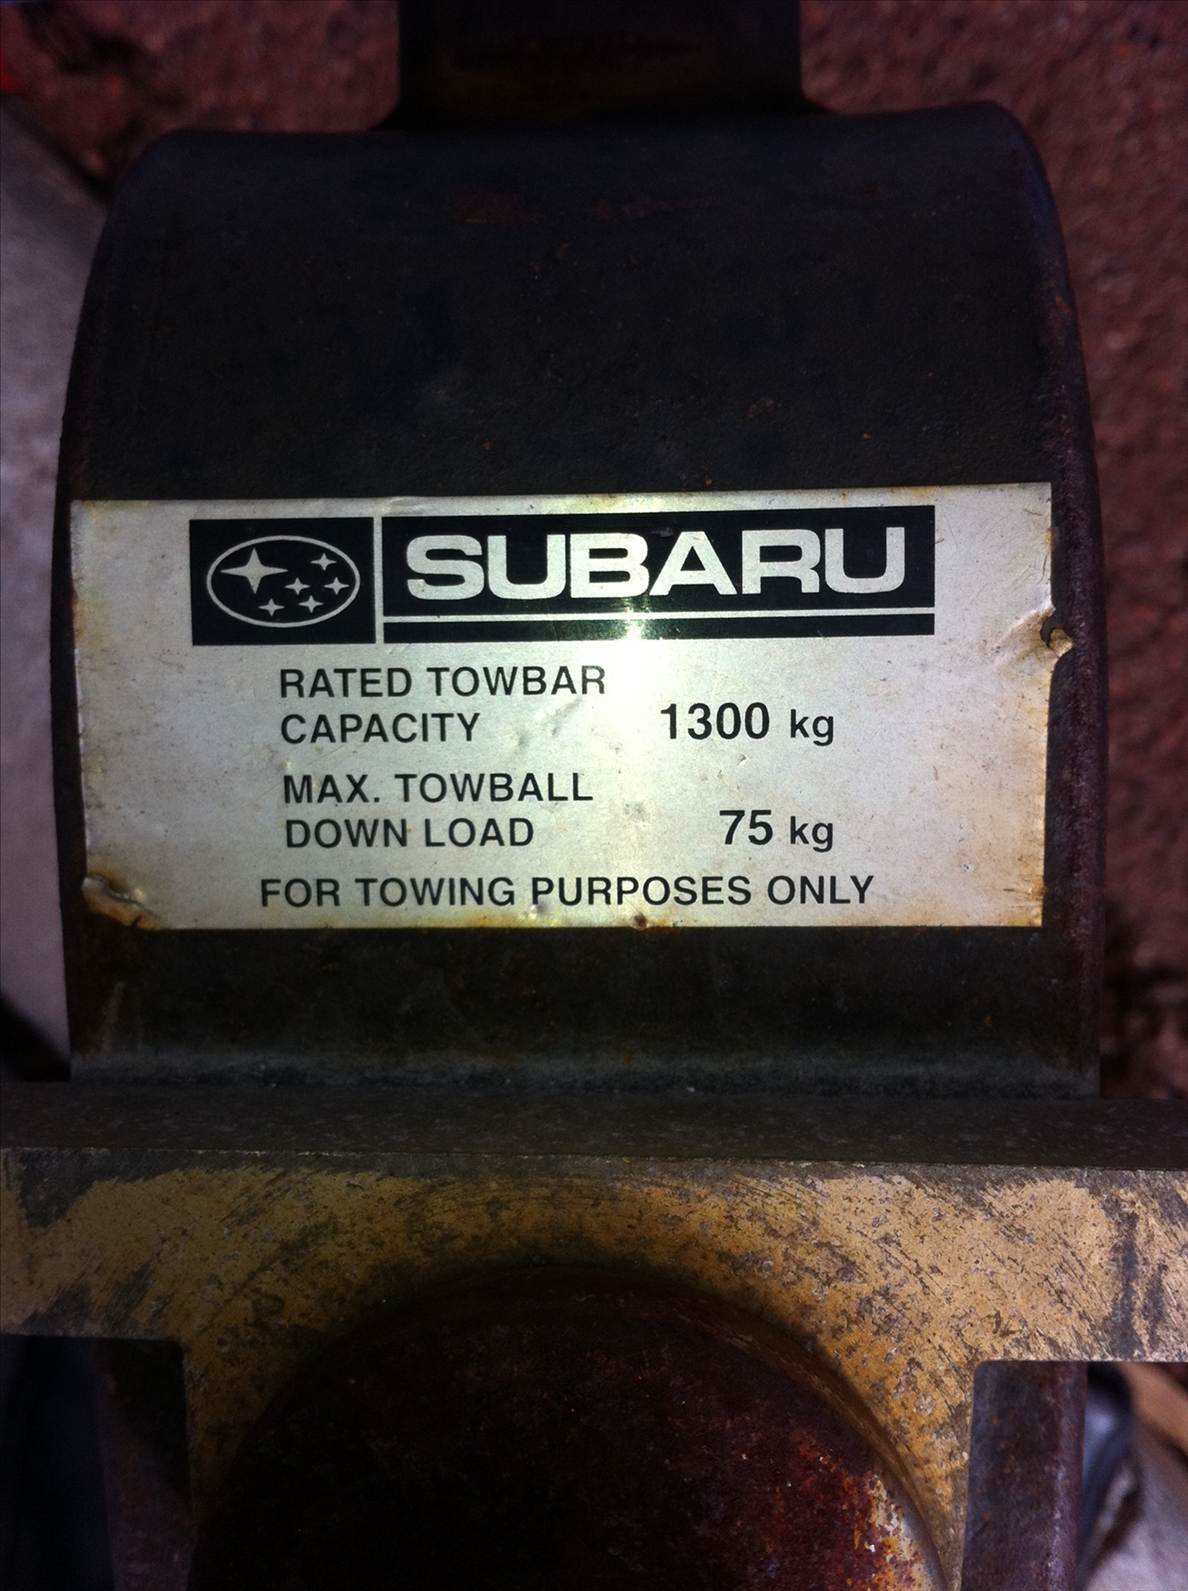 SUBARU
RATED TOWBAR
CAPACITY 1300 kg
MAX. TOWBALL
DOWN LOAD 75 kg
FOR TOWING PURPOSES ONLY